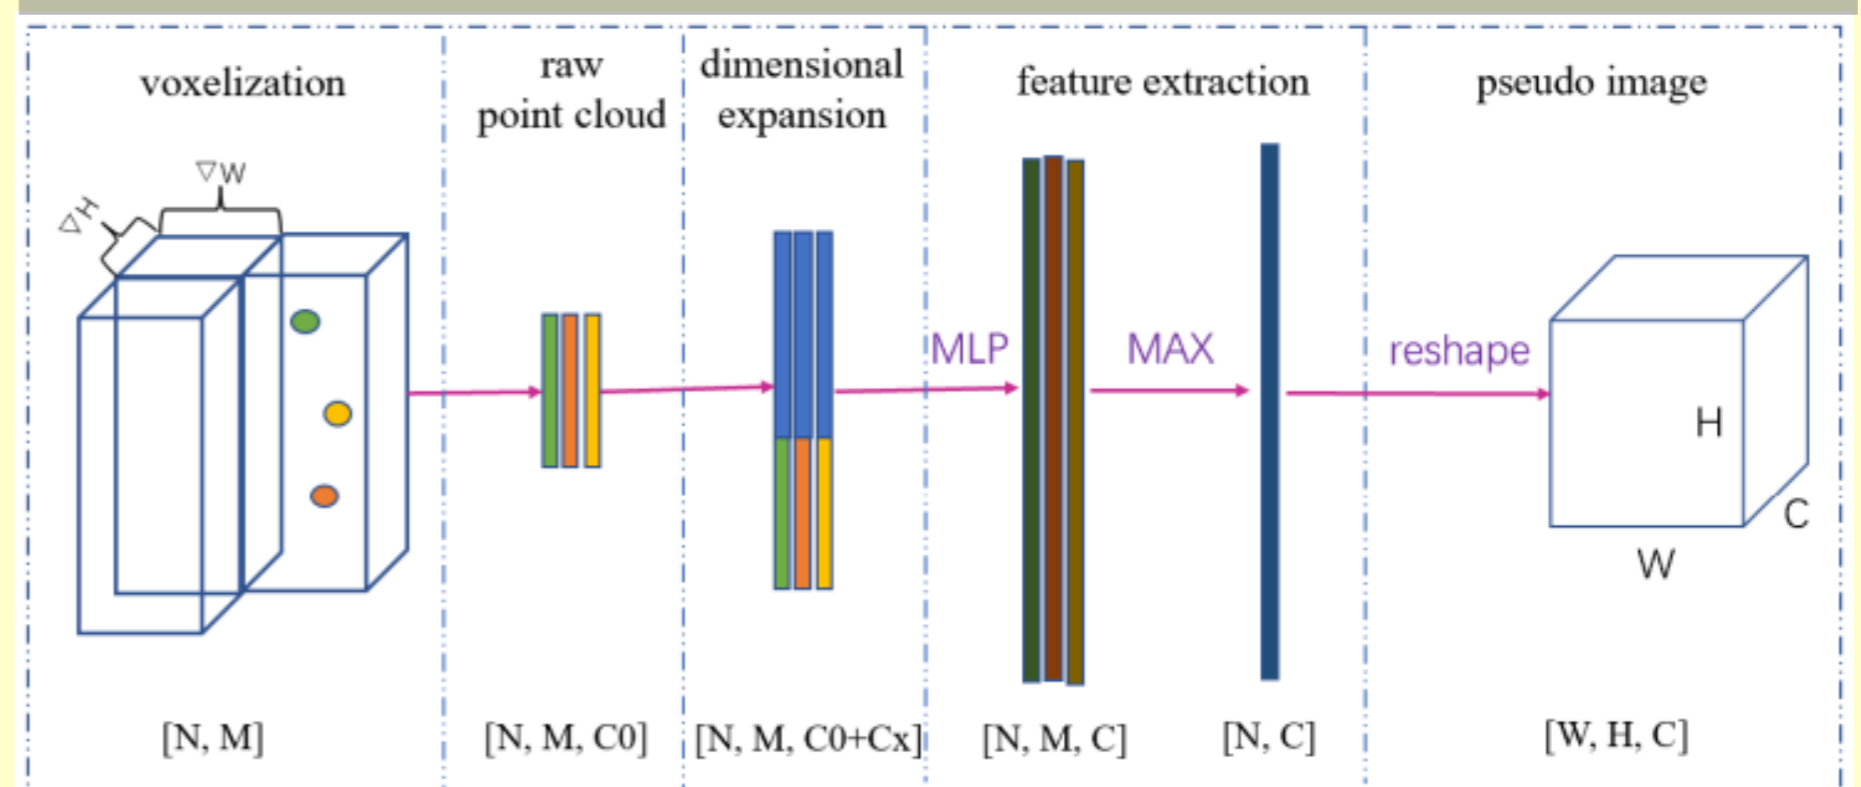 voxelization
raw
point cloud
dimensional
expansion
feature extraction
pseudo image
▽W
▽H
MLP
MAX
reshape
H
C
W
[N, M]
[N, M, C0]
[N, M, C0+Cx]
[N, M, C]
[N, C]
[W, H, C]